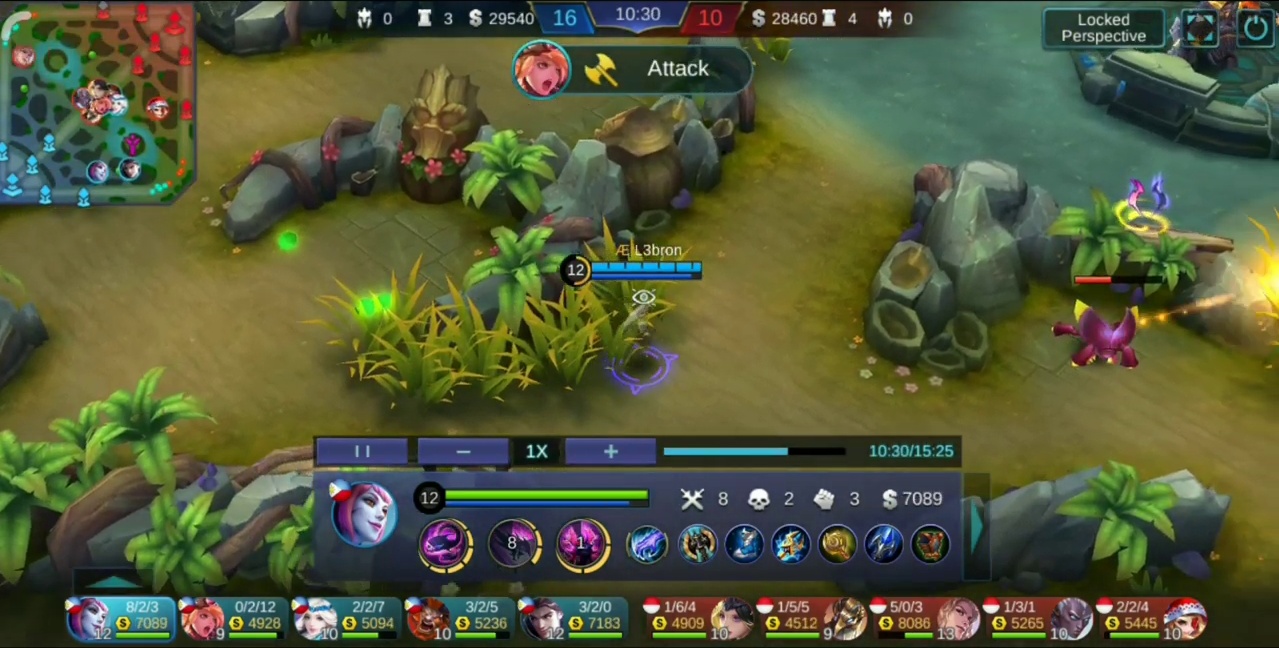 0 3 $ 29540 16 10:30 10 $ 28460 4 0
Locked
Perspective
Attack
Æ L3bron
12
1X
10:30/15:25
12
8 2 3 $ 7089
8 1
8/2/3 0/2/12 2/2/7 3/2/5 3/2/0 1/6/4 1/5/5 5/0/3 1/3/1 2/2/4
$ 7089 $ 4928 $ 5094 $ 5236 $ 7183 $ 4909 $ 4512 $ 8086 $ 5265 $ 5445
12 9 10 10 12 10 9 13 10 10